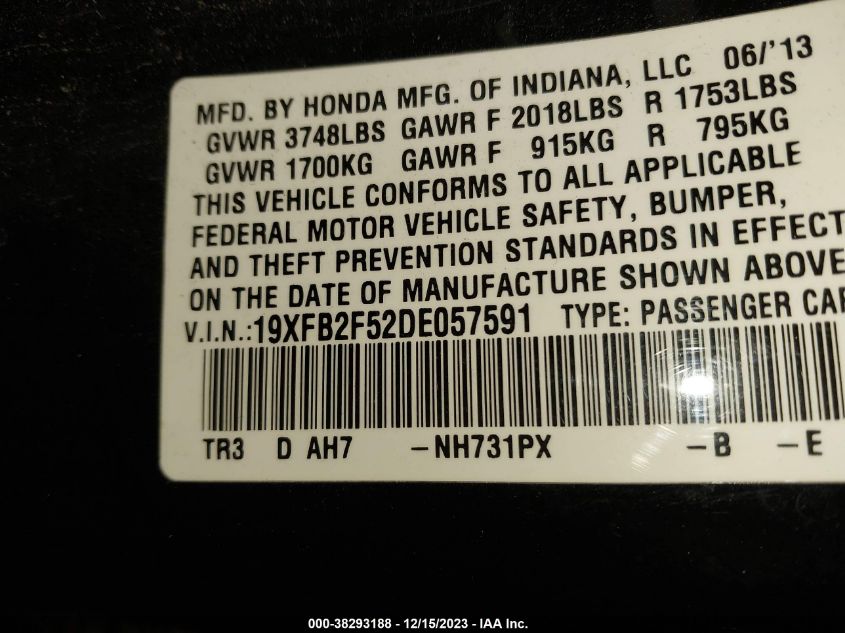 MFD. BY HONDA MFG. OF INDIANA, LLC 06/'13
GVWR 3748LBS GAWR F 2018LBS R 1753LBS
GVWR 1700KG GAWR F 915KG R 795KG
THIS VEHICLE CONFORMS TO ALL APPLICABLE
FEDERAL MOTOR VEHICLE SAFETY, BUMPER,
AND THEFT PREVENTION STANDARDS IN EFFECT
ON THE DATE OF MANUFACTURE SHOWN ABOVE
V.I.N.:19XFB2F52DE057591 TYPE: PASSENGER CAR
TR3 D AH7 -NH731PX -B -E
000-38293188 - 12/15/2023 - IAA Inc.